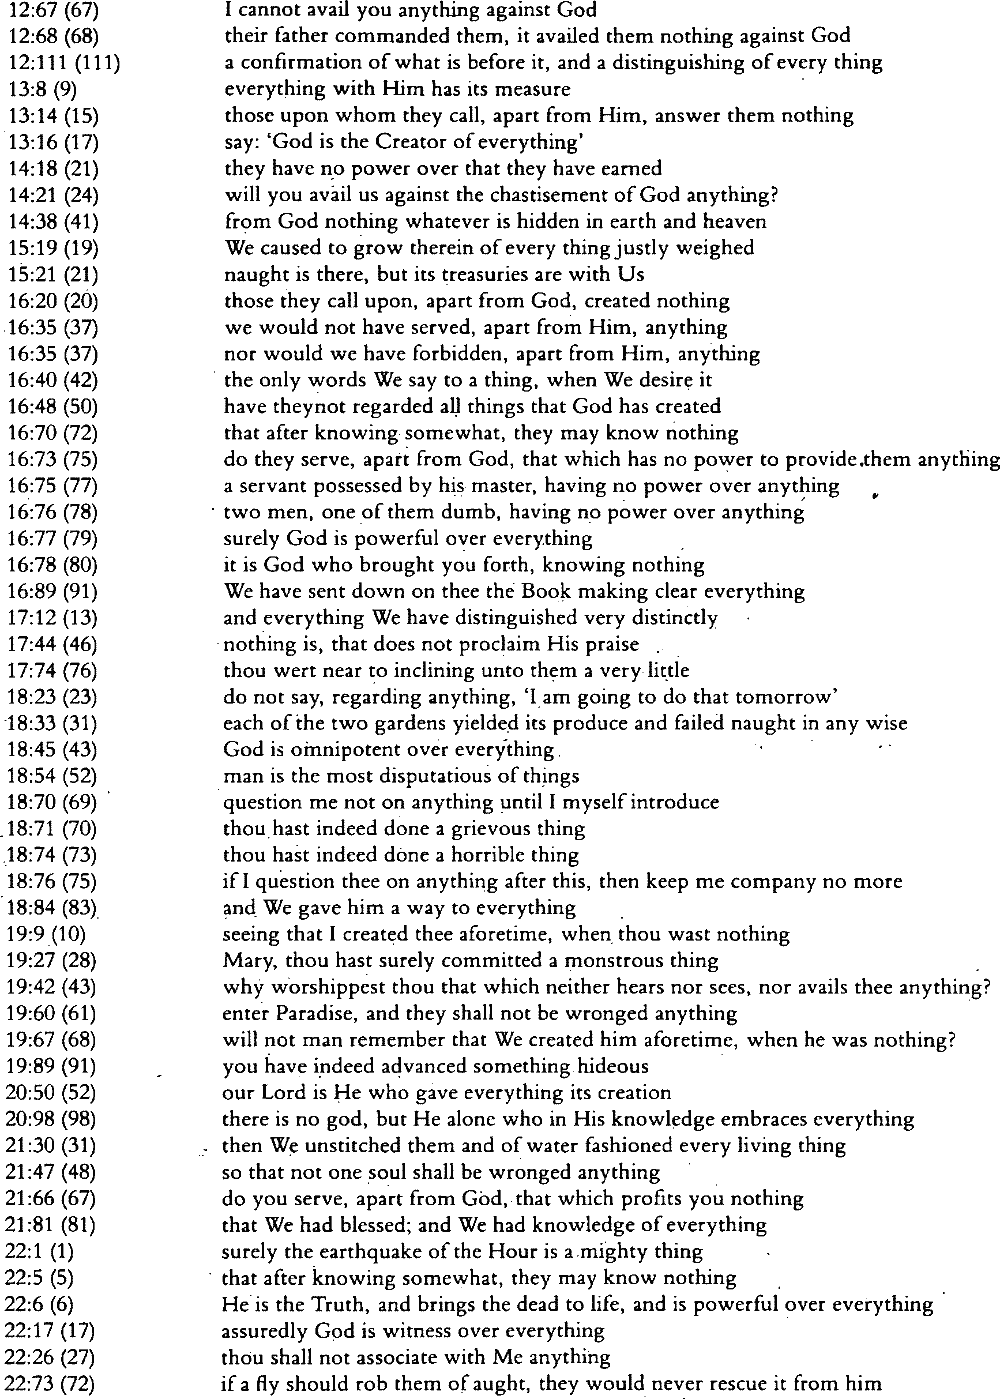 12:67 (67) I cannot avail you anything against God
12:68 (68) their father commanded them, it availed them nothing against God
12:111 (111) a confirmation of what is before it, and a distinguishing of every thing
13:8 (9) everything with Him has its measure
13:14 (15) those upon whom they call, apart from Him, answer them nothing
13:16 (17) say: ‘God is the Creator of everything’
14:18 (21) they have no power over that they have earned
14:21 (24) will you avail us against the chastisement of God anything?
14:38 (41) from God nothing whatever is hidden in earth and heaven
15:19 (19) We caused to grow therein of every thing justly weighed
15:21 (21) naught is there, but its treasuries are with Us
16:20 (20) those they call upon, apart from God, created nothing
16:35 (37) we would not have served, apart from Him, anything
16:35 (37) nor would we have forbidden, apart from Him, anything
16:40 (42) the only words We say to a thing, when We desire it
16:48 (50) have theynot regarded all things that God has created
16:70 (72) that after knowing somewhat, they may know nothing
16:73 (75) do they serve, apart from God, that which has no power to provide them anything
16:75 (77) a servant possessed by his master, having no power over anything
16:76 (78) two men, one of them dumb, having no power over anything
16:77 (79) surely God is powerful over everything
16:78 (80) it is God who brought you forth, knowing nothing
16:89 (91) We have sent down on thee the Book making clear everything
17:12 (13) and everything We have distinguished very distinctly
17:44 (46) nothing is, that does not proclaim His praise
17:74 (76) thou wert near to inclining unto them a very little
18:23 (23) do not say, regarding anything, ‘I am going to do that tomorrow’
18:33 (31) each of the two gardens yielded its produce and failed naught in any wise
18:45 (43) God is omnipotent over everything
18:54 (52) man is the most disputatious of things
18:70 (69) question me not on anything until I myself introduce
18:71 (70) thou hast indeed done a grievous thing
18:74 (73) thou hast indeed done a horrible thing
18:76 (75) if I question thee on anything after this, then keep me company no more
18:84 (83) and We gave him a way to everything
19:9 (10) seeing that I created thee aforetime, when thou wast nothing
19:27 (28) Mary, thou hast surely committed a monstrous thing
19:42 (43) why worshippest thou that which neither hears nor sees, nor avails thee anything?
19:60 (61) enter Paradise, and they shall not be wronged anything
19:67 (68) will not man remember that We created him aforetime, when he was nothing?
19:89 (91) you have indeed advanced something hideous
20:50 (52) our Lord is He who gave everything its creation
20:98 (98) there is no god, but He alone who in His knowledge embraces everything
21:30 (31) then We unstitched them and of water fashioned every living thing
21:47 (48) so that not one soul shall be wronged anything
21:66 (67) do you serve, apart from God, that which profits you nothing
21:81 (81) that We had blessed; and We had knowledge of everything
22:1 (1) surely the earthquake of the Hour is a mighty thing
22:5 (5) that after knowing somewhat, they may know nothing
22:6 (6) He is the Truth, and brings the dead to life, and is powerful over everything
22:17 (17) assuredly God is witness over everything
22:26 (27) thou shall not associate with Me anything
22:73 (72) if a fly should rob them of aught, they would never rescue it from him